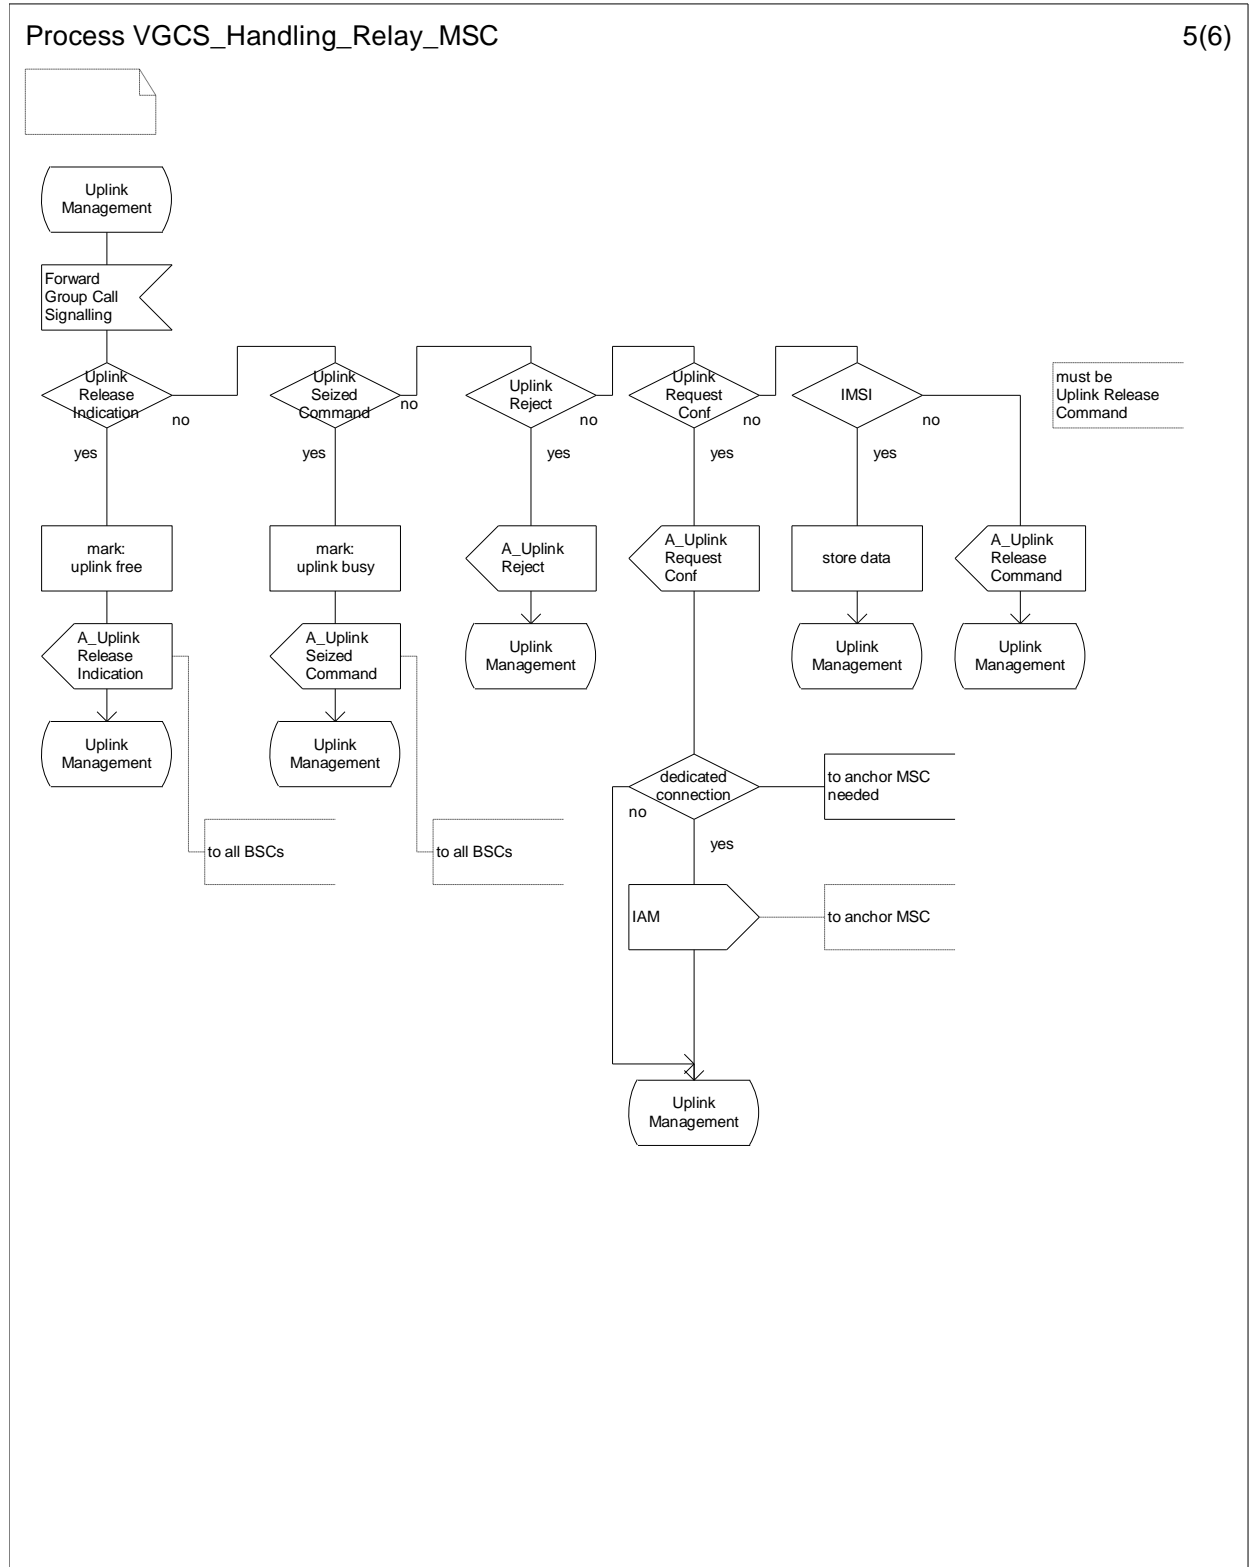 Process VGCS_Handling_Relay_MSC
5(6)
Uplink
Management
Forward
Group Call
Signalling
Uplink
Release
Indication
no
yes
Uplink
Seized
Command
no
yes
Uplink
Reject
no
yes
Uplink
Request
Conf
no
yes
IMSI
no
yes
must be
Uplink Release
Command
mark:
uplink free
mark:
uplink busy
A_Uplink
Reject
A_Uplink
Request
Conf
store data
A_Uplink
Release
Command
A_Uplink
Release
Indication
A_Uplink
Seized
Command
Uplink
Management
Uplink
Management
Uplink
Management
Uplink
Management
Uplink
Management
dedicated
connection
no
yes
to anchor MSC
needed
to all BSCs
to all BSCs
IAM
to anchor MSC
Uplink
Management